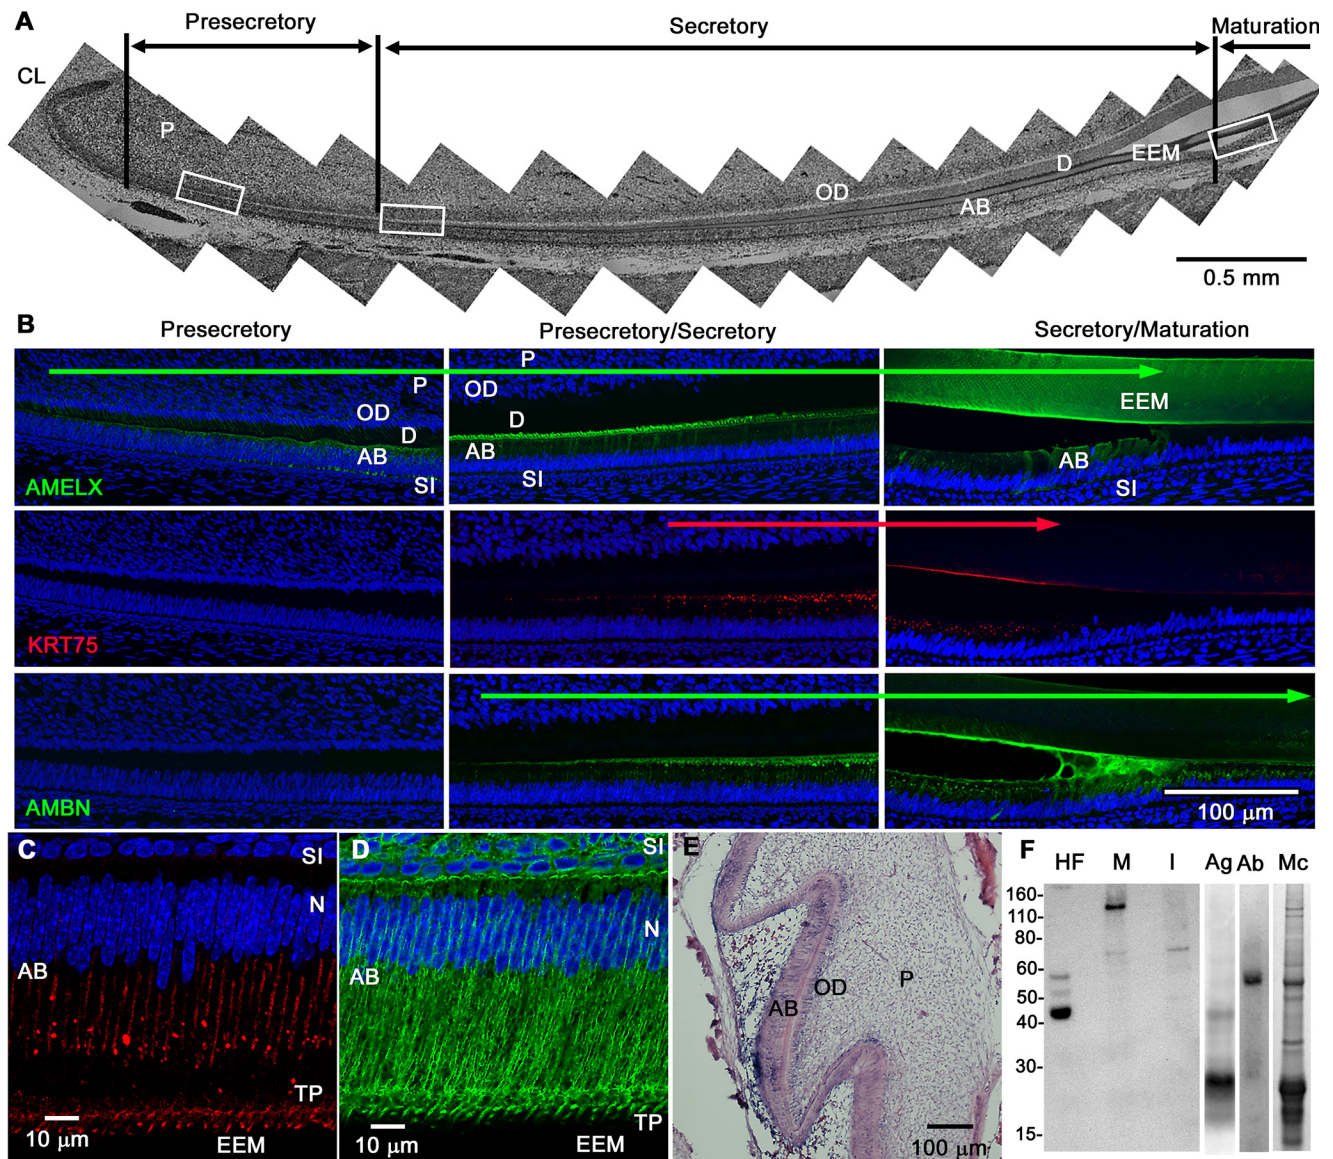 A
Presecretory
Secretory
Maturation
CL
P
OD
D
EEM
AB
0.5 mm
B
Presecretory
Presecretory/Secretory
Secretory/Maturation
P
OD
D
AB
SI
AMELX
P
OD
D
AB
SI
EEM
AB
SI
KRT75
AMBN
100 µm
C
SI
N
AB
TP
10 µm
EEM
D
SI
N
AB
TP
10 µm
EEM
E
AB
OD
P
100 µm
F
HF M I Ag Ab Mc
160-
110-
80-
60-
50-
40-
30-
15-